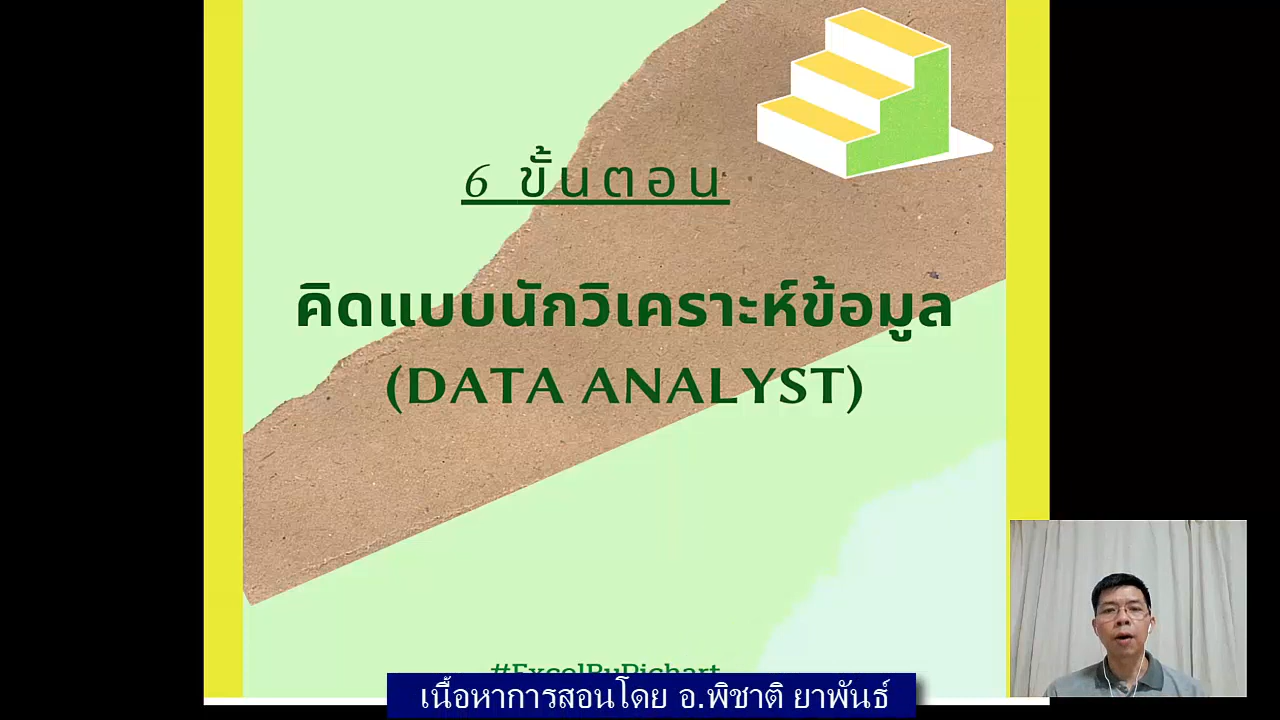 6 ขั้นตอน
คิดแบบนักวิเคราะห์ข้อมูล
(DATA ANALYST)
#ExcelByPichart
เนื้อหาการสอนโดย อ.พิชาติ ยาพันธ์